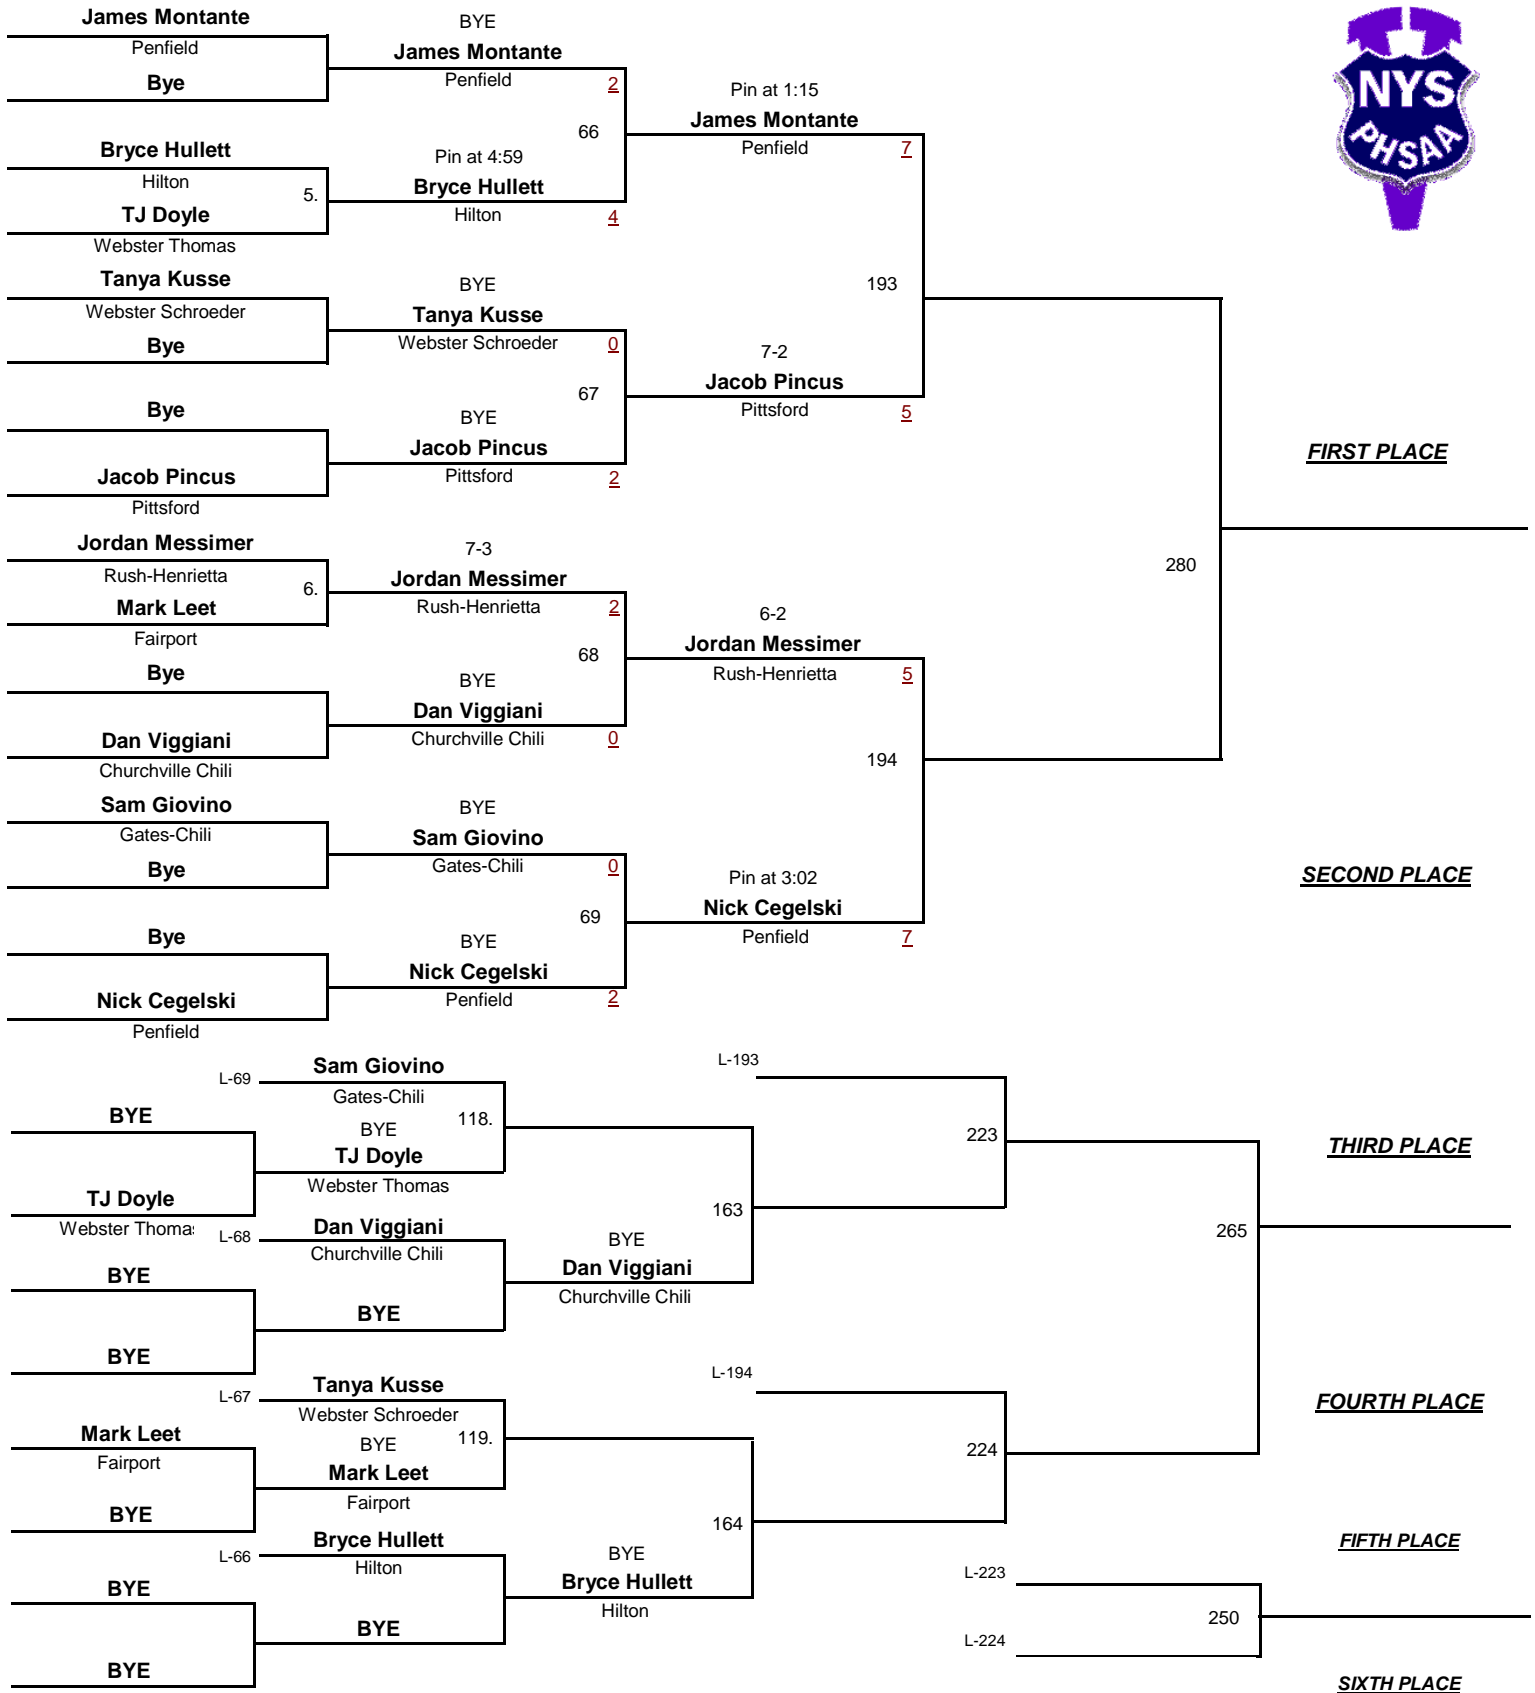 James Montante
Penfield
Bye
BYE
James Montante
Penfield
2
66
Bryce Hullett
Hilton
5.
TJ Doyle
Webster Thomas
Pin at 4:59
Bryce Hullett
Hilton
4
Pin at 1:15
James Montante
Penfield
7
NYS
PHSAA
Tanya Kusse
Webster Schroeder
Bye
BYE
Tanya Kusse
Webster Schroeder
0
67
Bye
Jacob Pincus
Pittsford
BYE
Jacob Pincus
Pittsford
2
193
7-2
Jacob Pincus
Pittsford
5
FIRST PLACE
280
Jordan Messimer
Rush-Henrietta
6.
Mark Leet
Fairport
7-3
Jordan Messimer
Rush-Henrietta
2
68
Bye
Dan Viggiani
Churchville Chili
BYE
Dan Viggiani
Churchville Chili
0
6-2
Jordan Messimer
Rush-Henrietta
5
194
Sam Giovino
Gates-Chili
Bye
BYE
Sam Giovino
Gates-Chili
0
69
Bye
Nick Cegelski
Penfield
BYE
Nick Cegelski
Penfield
2
Pin at 3:02
Nick Cegelski
Penfield
7
SECOND PLACE
L-69
Sam Giovino
Gates-Chili
118.
BYE
TJ Doyle
Webster Thomas
BYE
TJ Doyle
Webster Thomas
L-68
Dan Viggiani
Churchville Chili
BYE
BYE
BYE
163
BYE
Dan Viggiani
Churchville Chili
L-193
223
THIRD PLACE
265
L-67
Tanya Kusse
Webster Schroeder
119.
Mark Leet
Fairport
BYE
BYE
Mark Leet
Fairport
L-66
Bryce Hullett
Hilton
BYE
BYE
BYE
164
BYE
Bryce Hullett
Hilton
L-194
224
FOURTH PLACE
FIFTH PLACE
L-223
250
L-224
SIXTH PLACE